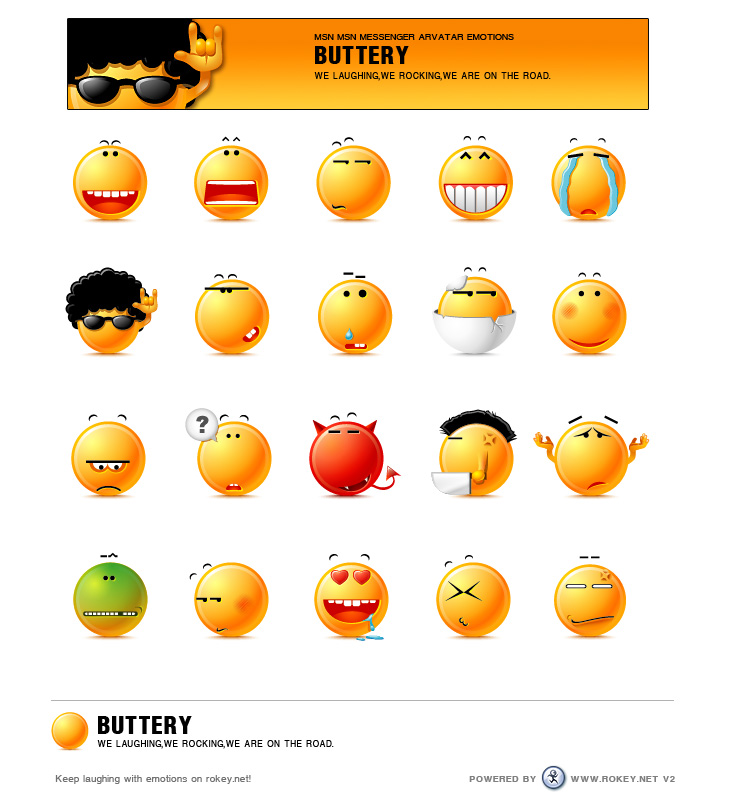 MSN MSN MESSENGER ARVATAR EMOTIONS
BUTTERY
WE LAUGHING,WE ROCKING,WE ARE ON THE ROAD.
?
BUTTERY
WE LAUGHING,WE ROCKING,WE ARE ON THE ROAD.
Keep laughing with emotions on rokey.net!
POWERED BY WWW.ROKEY.NET V2